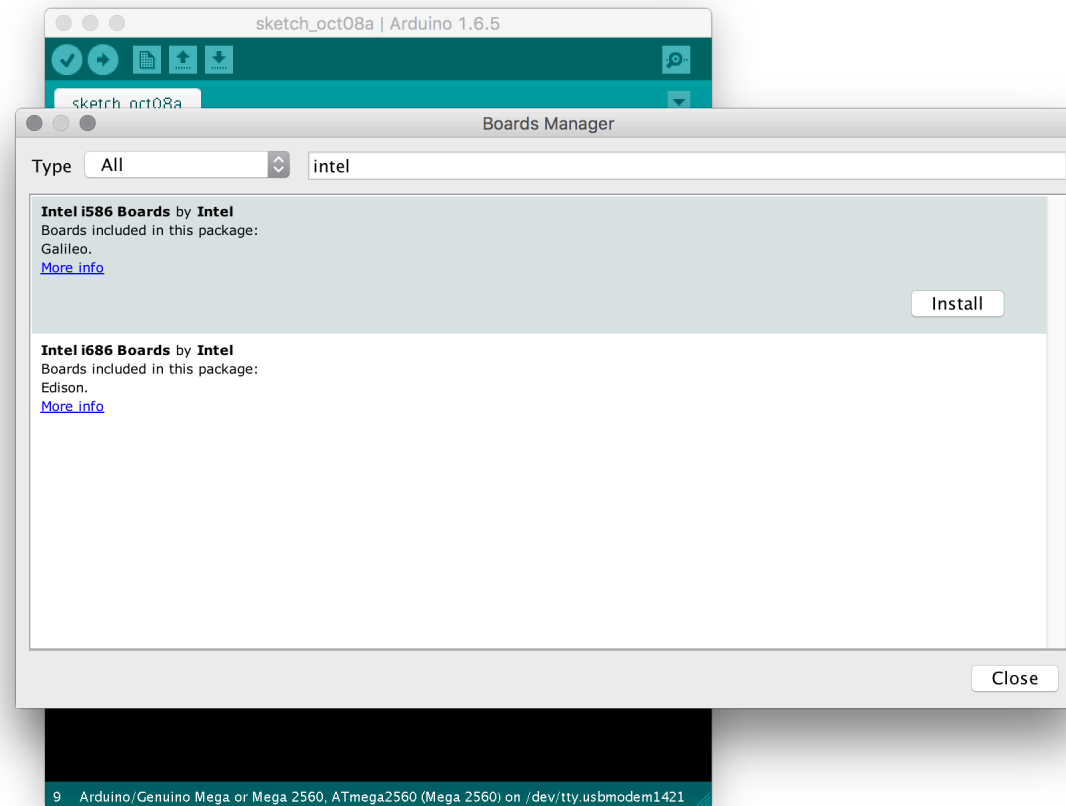 sketch_oct08a | Arduino 1.6.5
sketch_oct08a
Boards Manager
Type All intel
Intel i586 Boards by Intel
Boards included in this package:
Galileo.
More info
Install
Intel i686 Boards by Intel
Boards included in this package:
Edison.
More info
Close
9 Arduino/Genuino Mega or Mega 2560, ATmega2560 (Mega 2560) on /dev/tty.usbmodem1421